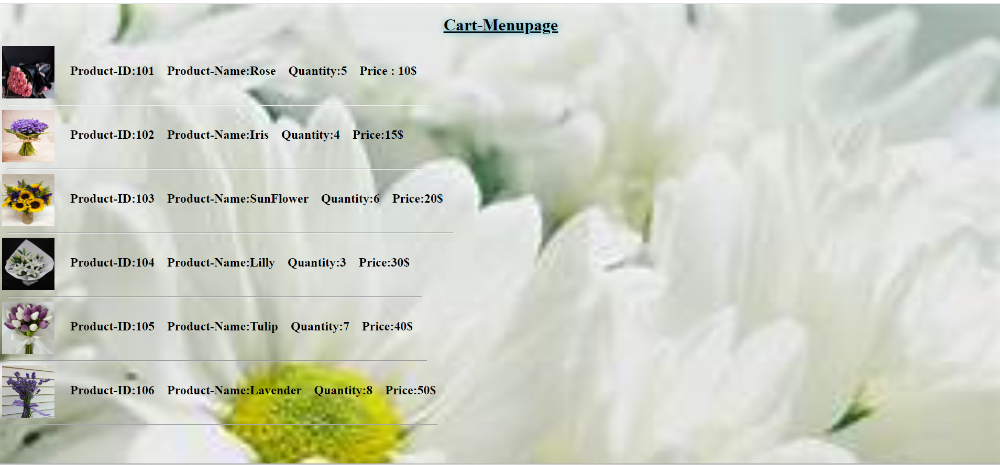 Cart-Menupage
Product-ID:101 Product-Name:Rose Quantity:5 Price : 10$
Product-ID:102 Product-Name:Iris Quantity:4 Price:15$
Product-ID:103 Product-Name:SunFlower Quantity:6 Price:20$
Product-ID:104 Product-Name:Lilly Quantity:3 Price:30$
Product-ID:105 Product-Name:Tulip Quantity:7 Price:40$
Product-ID:106 Product-Name:Lavender Quantity:8 Price:50$